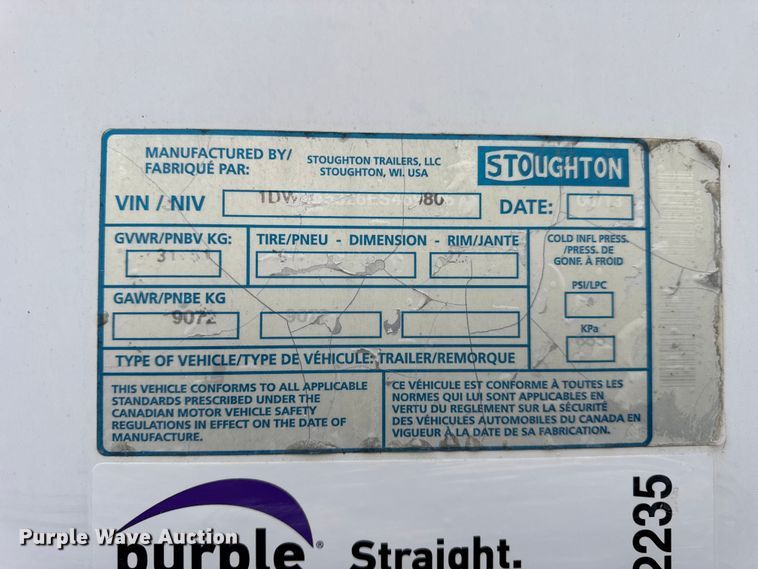 MANUFACTURED BY/
FABRIQUÉ PAR:
STOUGHTON TRAILERS, LLC
STOUGHTON, WI. USA
STOUGHTON
VIN / NIV
DATE:
GVWR/PNBV KG:
TIRE/PNEU - DIMENSION - RIM/JANTE
COLD INFL PRESS.
/PRESS. DE
GONF. À FROID
PSI/LPC
KPa
GAWR/PNBE KG
9072
TYPE OF VEHICLE/TYPE DE VÉHICULE: TRAILER/REMORQUE
THIS VEHICLE CONFORMS TO ALL APPLICABLE
STANDARDS PRESCRIBED UNDER THE
CANADIAN MOTOR VEHICLE SAFETY
REGULATIONS IN EFFECT ON THE DATE OF
MANUFACTURE.
CE VÉHICULE EST CONFORME À TOUTES LES
NORMES QUI LUI SONT APPLICABLES EN
VERTU DU REGLEMENT SUR LA SÉCURITÉ
DES VÉHICULES AUTOMOBILES DU CANADA EN
VIGUEUR À LA DATE DE SA FABRICATION.
Purple Wave Auction
purple®
Straight.
2235
Purple Wave Auction